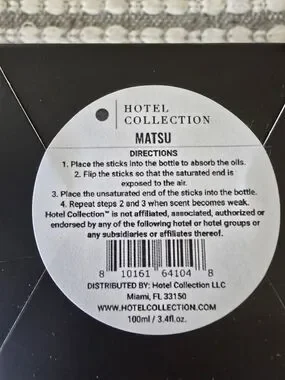 HOTEL
COLLECTION
MATSU
DIRECTIONS
1. Place the sticks into the bottle to absorb the oils.
2. Flip the sticks so that the saturated end is
exposed to the air.
3. Place the unsaturated end of the sticks into the bottle.
4. Repeat steps 2 and 3 when scent becomes weak.
Hotel Collection™ is not affiliated, associated, authorized or
endorsed by any of the following hotel or hotel groups or
any subsidiaries or affiliates thereof.
8 10161 64104 8
DISTRIBUTED BY: Hotel Collection LLC
Miami, FL 33150
WWW.HOTELCOLLECTION.COM
100ml / 3.4fl.oz.